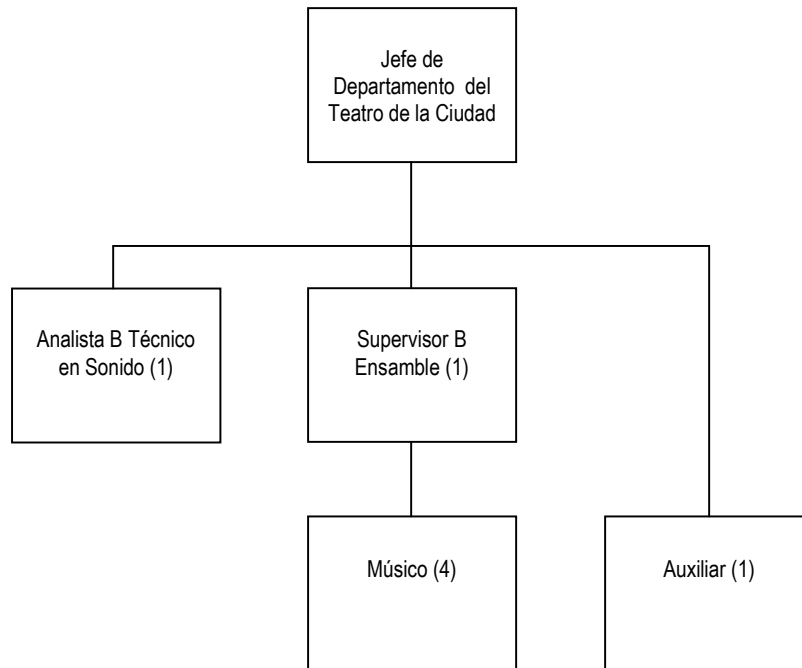 Jefe de
Departamento del
Teatro de la Ciudad
Analista B Técnico
en Sonido (1)
Supervisor B
Ensamble (1)
Músico (4)
Auxiliar (1)